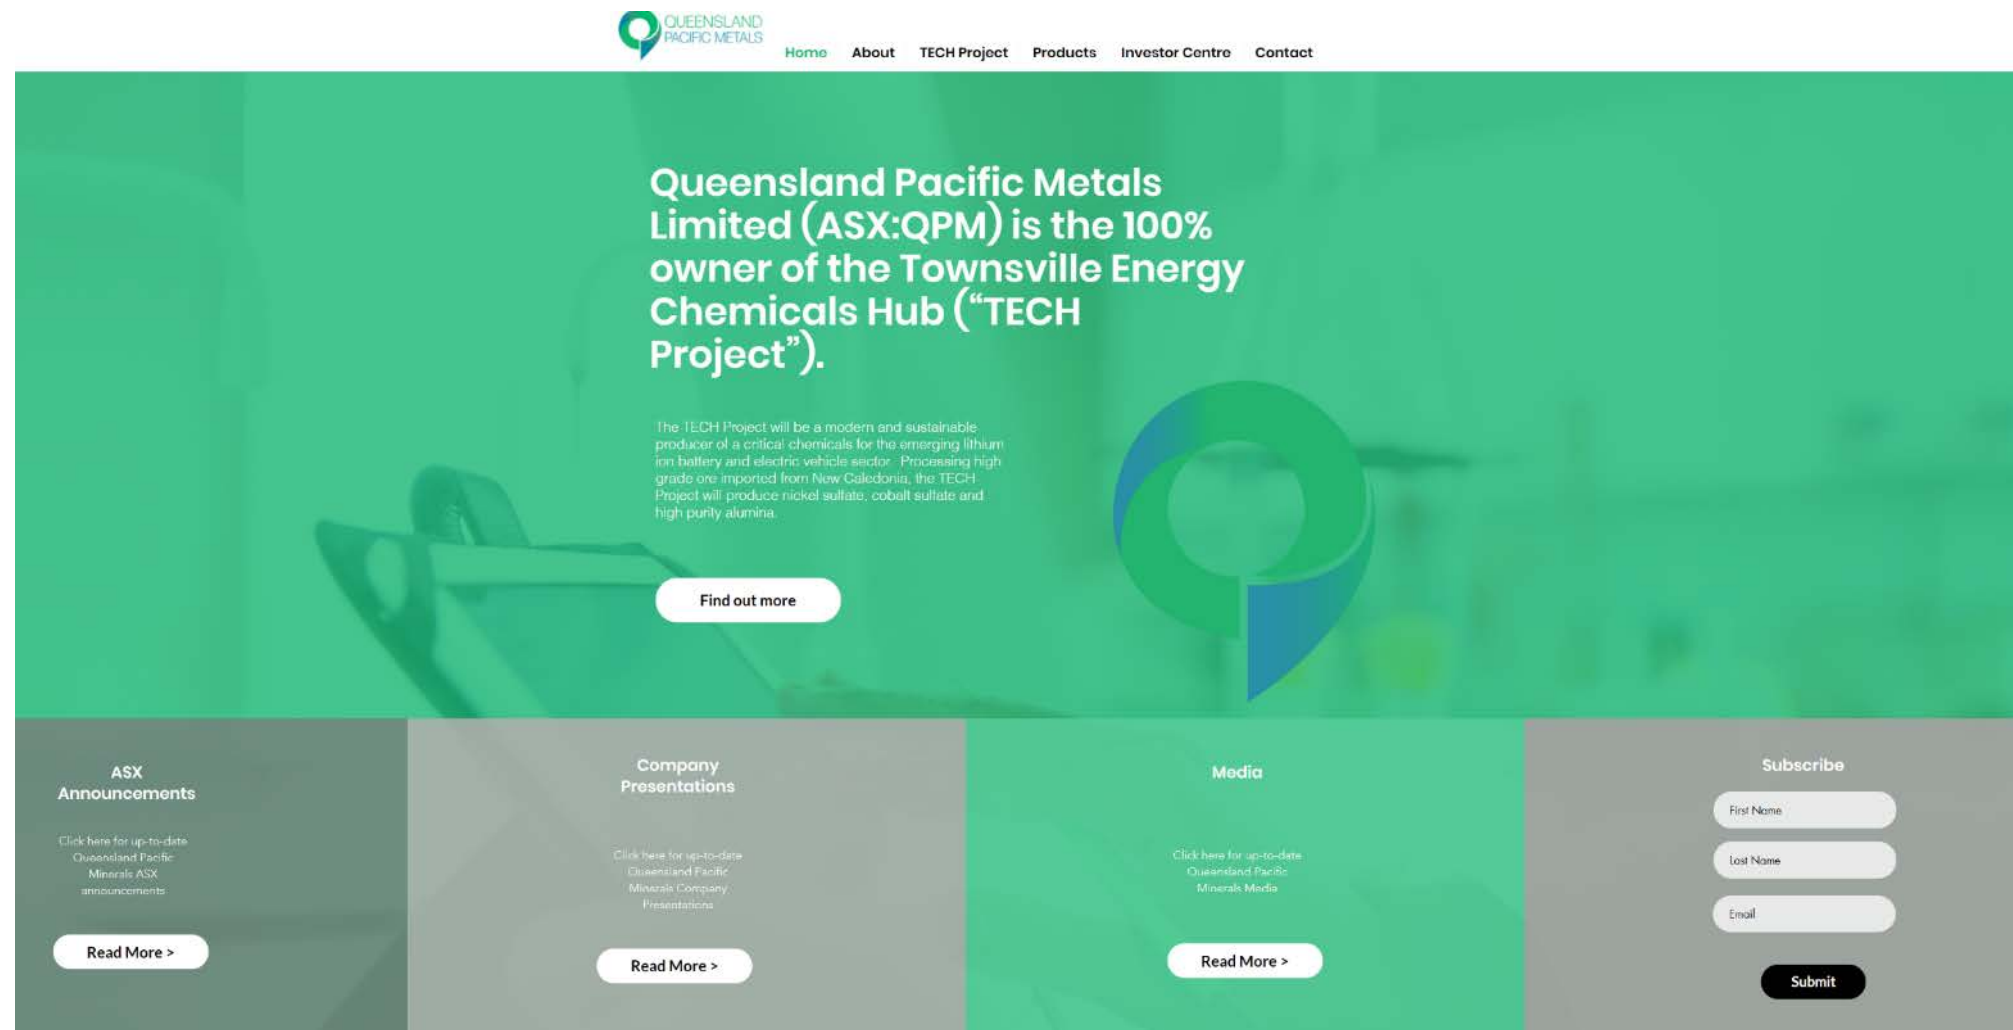 QUEENSLAND
PACIFIC METALS
Home About TECH Project Products Investor Centre Contact
Queensland Pacific Metals
Limited (ASX:QPM) is the 100%
owner of the Townsville Energy
Chemicals Hub (“TECH
Project”).
The TECH Project will be a modern and sustainable
producer of a critical chemicals for the emerging lithium
ion battery and electric vehicle sector. Processing high
grade ore imported from New Caledonia, the TECH
Project will produce nickel sulfate, cobalt sulfate and
high purity alumina.
Find out more
ASX
Announcements
Click here for up-to-date
Queensland Pacific
Minerals ASX
announcements
Read More >
Company
Presentations
Click here for up-to-date
Queensland Pacific
Minerals Company
Presentations
Read More >
Media
Click here for up-to-date
Queensland Pacific
Minerals Media
Read More >
Subscribe
First Name
Last Name
Email
Submit